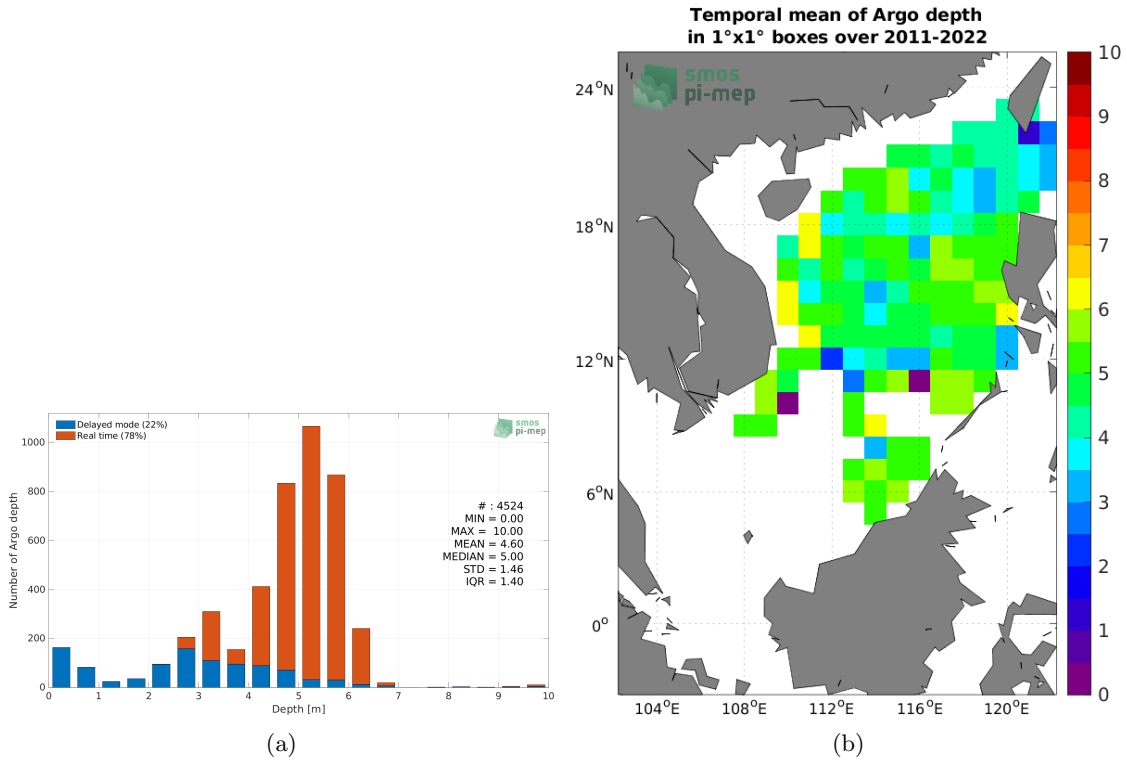 Delayed mode (22%)
Real time (78%)
smos
pi-mep
# : 4524
MIN = 0.00
MAX = 10.00
MEAN = 4.60
MEDIAN = 5.00
STD = 1.46
IQR = 1.40
Number of Argo depth
1000
800
600
400
200
0
0 1 2 3 4 5 6 7 8 9 10
Depth [m]
(a)
Temporal mean of Argo depth
in 1°x1° boxes over 2011-2022
smos
pi-mep
24°N
18°N
12°N
6°N
0°
104°E 108°E 112°E 116°E 120°E
10
9
8
7
6
5
4
3
2
1
0
(b)